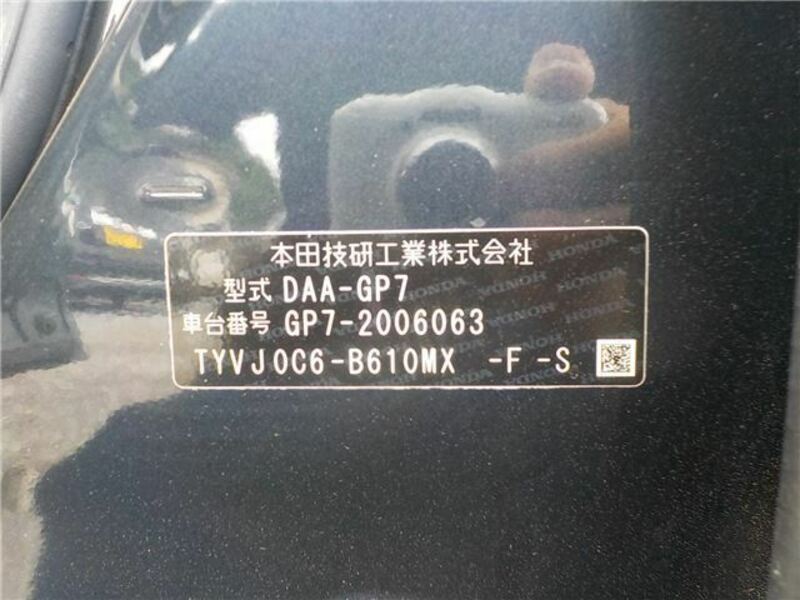 本田技研工業株式会社
型式 DAA-GP7
車台番号 GP7-2006063
TYVJ0C6-B610MX -F -S